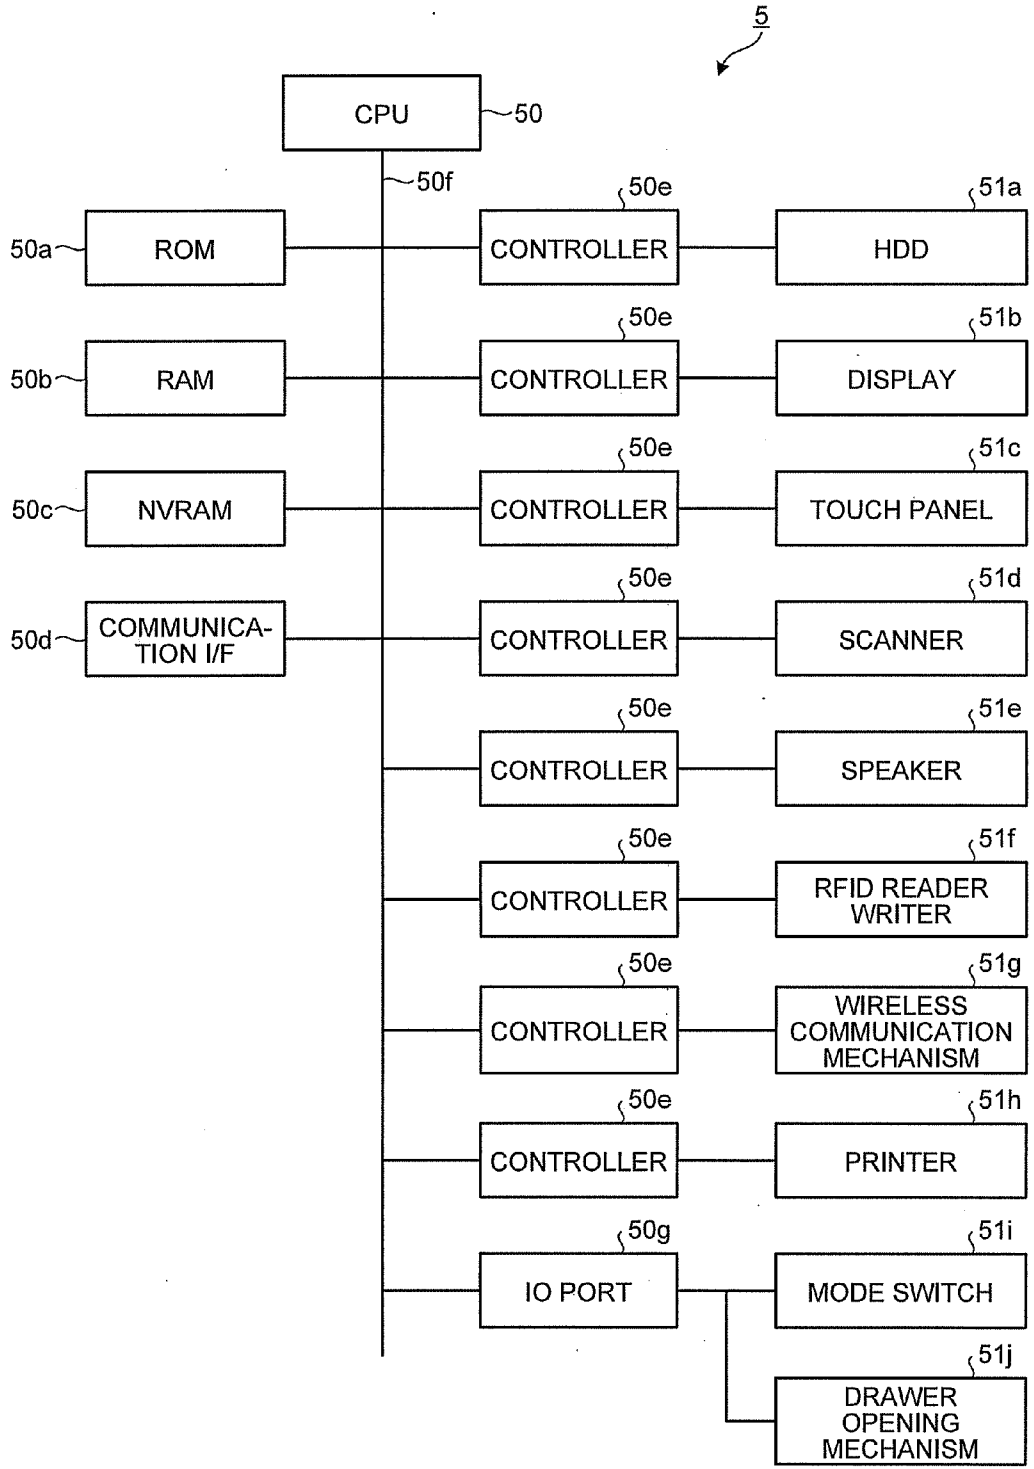 5
CPU
50
50f
50e
51a
50a
ROM
CONTROLLER
HDD
50e
51b
50b
RAM
CONTROLLER
DISPLAY
50e
51c
50c
NVRAM
CONTROLLER
TOUCH PANEL
50e
51d
50d
COMMUNICA-
TION I/F
CONTROLLER
SCANNER
50e
51e
CONTROLLER
SPEAKER
50e
51f
CONTROLLER
RFID READER
WRITER
50e
51g
CONTROLLER
WIRELESS
COMMUNICATION
MECHANISM
50e
51h
CONTROLLER
PRINTER
50g
51i
IO PORT
MODE SWITCH
51j
DRAWER
OPENING
MECHANISM